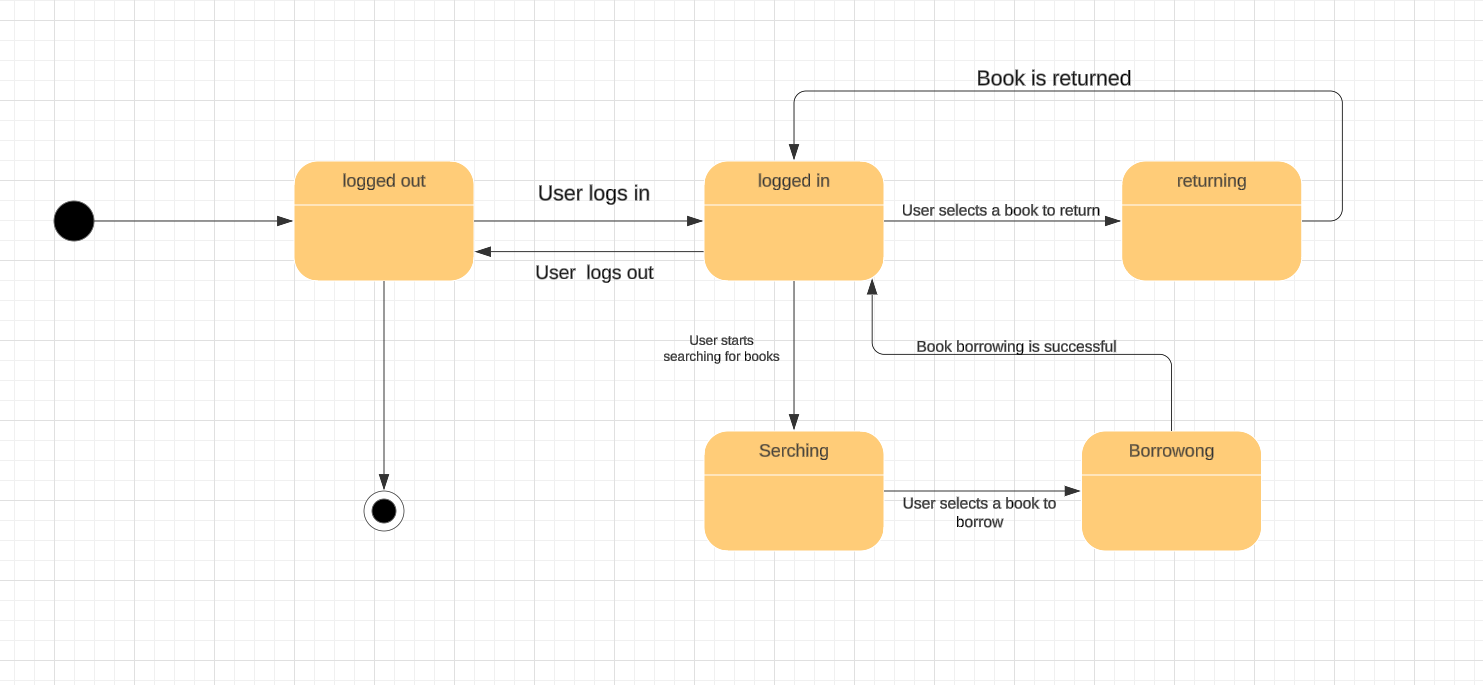 Book is returned
logged out
logged in
returning
User logs in
User selects a book to return
User  logs out
User starts
searching for books
Book borrowing is successful
Serching
Borrowong
User selects a book to
borrow